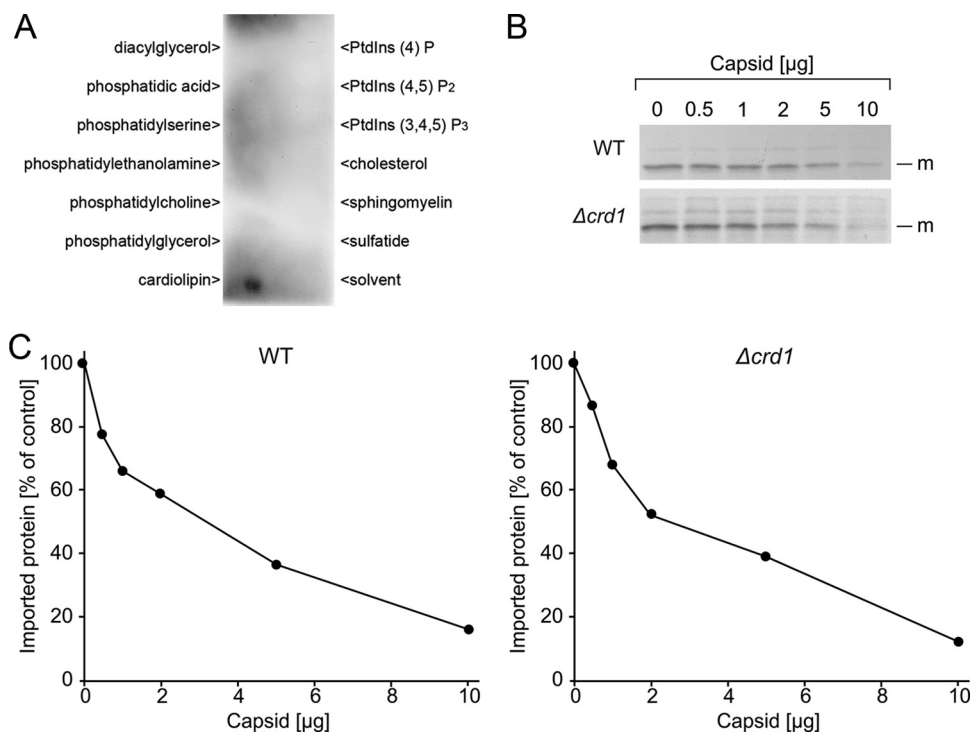 A
diacylglycerol> <PtdIns (4) P
phosphatidic acid> <PtdIns (4,5) P2
phosphatidylserine> <PtdIns (3,4,5) P3
phosphatidylethanolamine> <cholesterol
phosphatidylcholine> <sphingomyelin
phosphatidylglycerol> <sulfatide
cardiolipin> <solvent
B
Capsid [µg]
0 0.5 1 2 5 10
WT — m
Δcrd1 — m
C
WT
Imported protein [% of control]
100
80
60
40
20
0
0 2 4 6 8 10
Capsid [µg]
Δcrd1
Imported protein [% of control]
100
80
60
40
20
0
0 2 4 6 8 10
Capsid [µg]